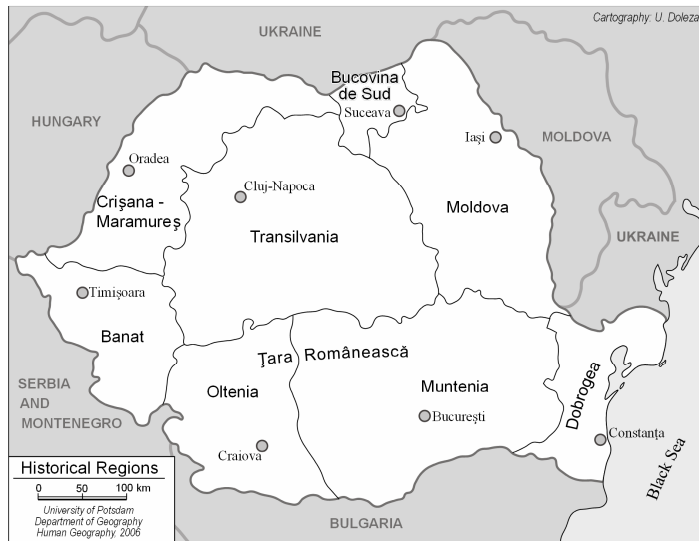 Cartography: U. Doleza
UKRAINE
Bucovina
de Sud
Suceava
HUNGARY
Iaşi
MOLDOVA
Oradea
Cluj-Napoca
Crişana -
Maramureş
Moldova
Transilvania
UKRAINE
Timişoara
Banat
Ţara Românească
Oltenia
Muntenia
Dobrogea
SERBIA
AND
MONTENEGRO
Bucureşti
Constanţa
Craiova
Black Sea
Historical Regions
0 50 100 km
University of Potsdam
Department of Geography
Human Geography, 2006
BULGARIA